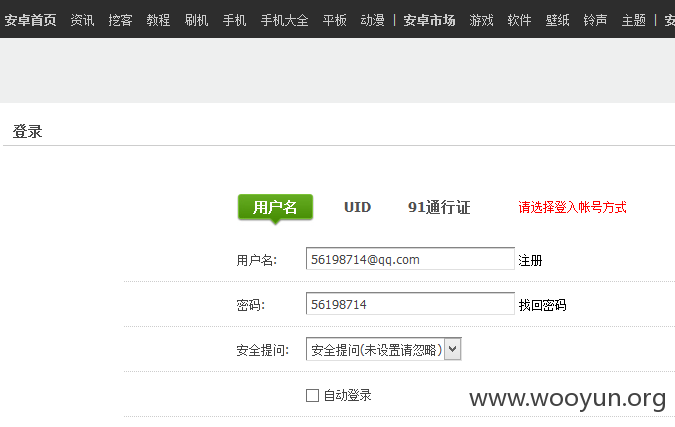 安卓首页 资讯 挖客 教程 刷机 手机 手机大全 平板 动漫 | 安卓市场 游戏 软件 壁纸 铃声 主题 |
登录
用户名 UID 91通行证 请选择登入帐号方式
用户名: 56198714@qq.com 注册
密码: 56198714 找回密码
安全提问: 安全提问(未设置请忽略)
自动登录
www.wooyun.org